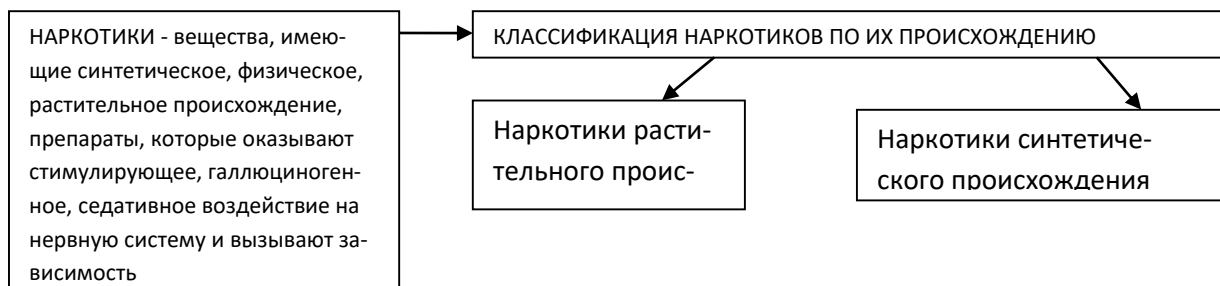 НАРКОТИКИ - вещества, имею-
щие синтетическое, физическое,
растительное происхождение,
препараты, которые оказывают
стимулирующее, галлюциноген-
ное, седативное воздействие на
нервную систему и вызывают за-
висимость
КЛАССИФИКАЦИЯ НАРКОТИКОВ ПО ИХ ПРОИСХОЖДЕНИЮ
Наркотики расти-
тельного проис-
Наркотики синтетиче-
ского происхождения